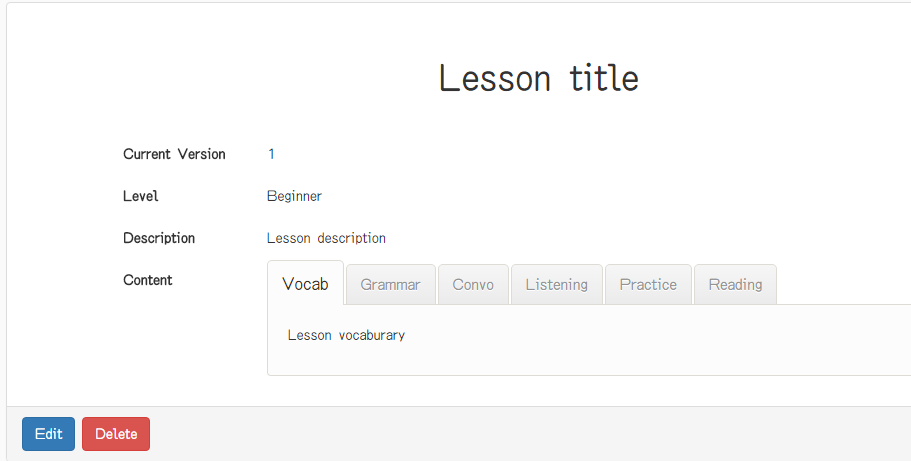 Lesson title
Current Version 1
Level Beginner
Description Lesson description
Content Vocab Grammar Convo Listening Practice Reading
Lesson vocaburary
Edit Delete